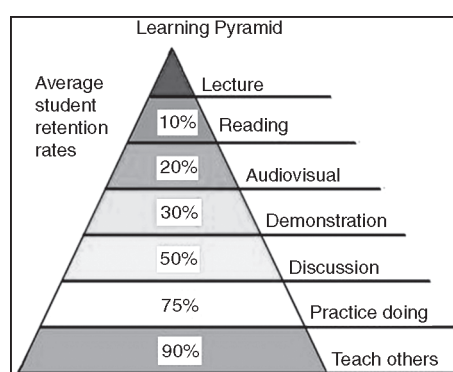 Learning Pyramid
Average
student
retention
rates
Lecture
10% Reading
20% Audiovisual
30% Demonstration
50% Discussion
75% Practice doing
90% Teach others